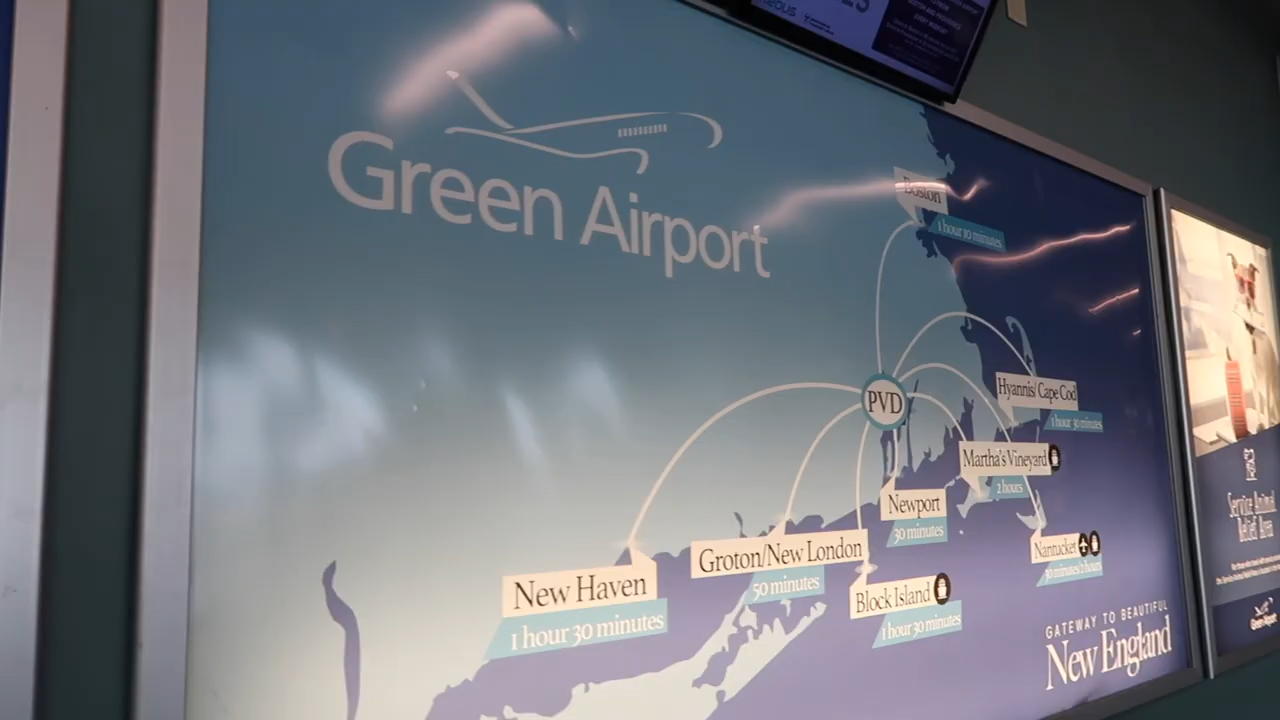 Green Airport
Boston
1 hour 10 minutes
PVD
Hyannis/Cape Cod
1 hour 30 minutes
Martha's Vineyard
2 hours
Newport
30 minutes
Nantucket
Groton/New London
50 minutes
New Haven
1 hour 30 minutes
Block Island
1 hour 30 minutes
GATEWAY TO BEAUTIFUL
New England
Service Animal
Relief Area
Green Airport